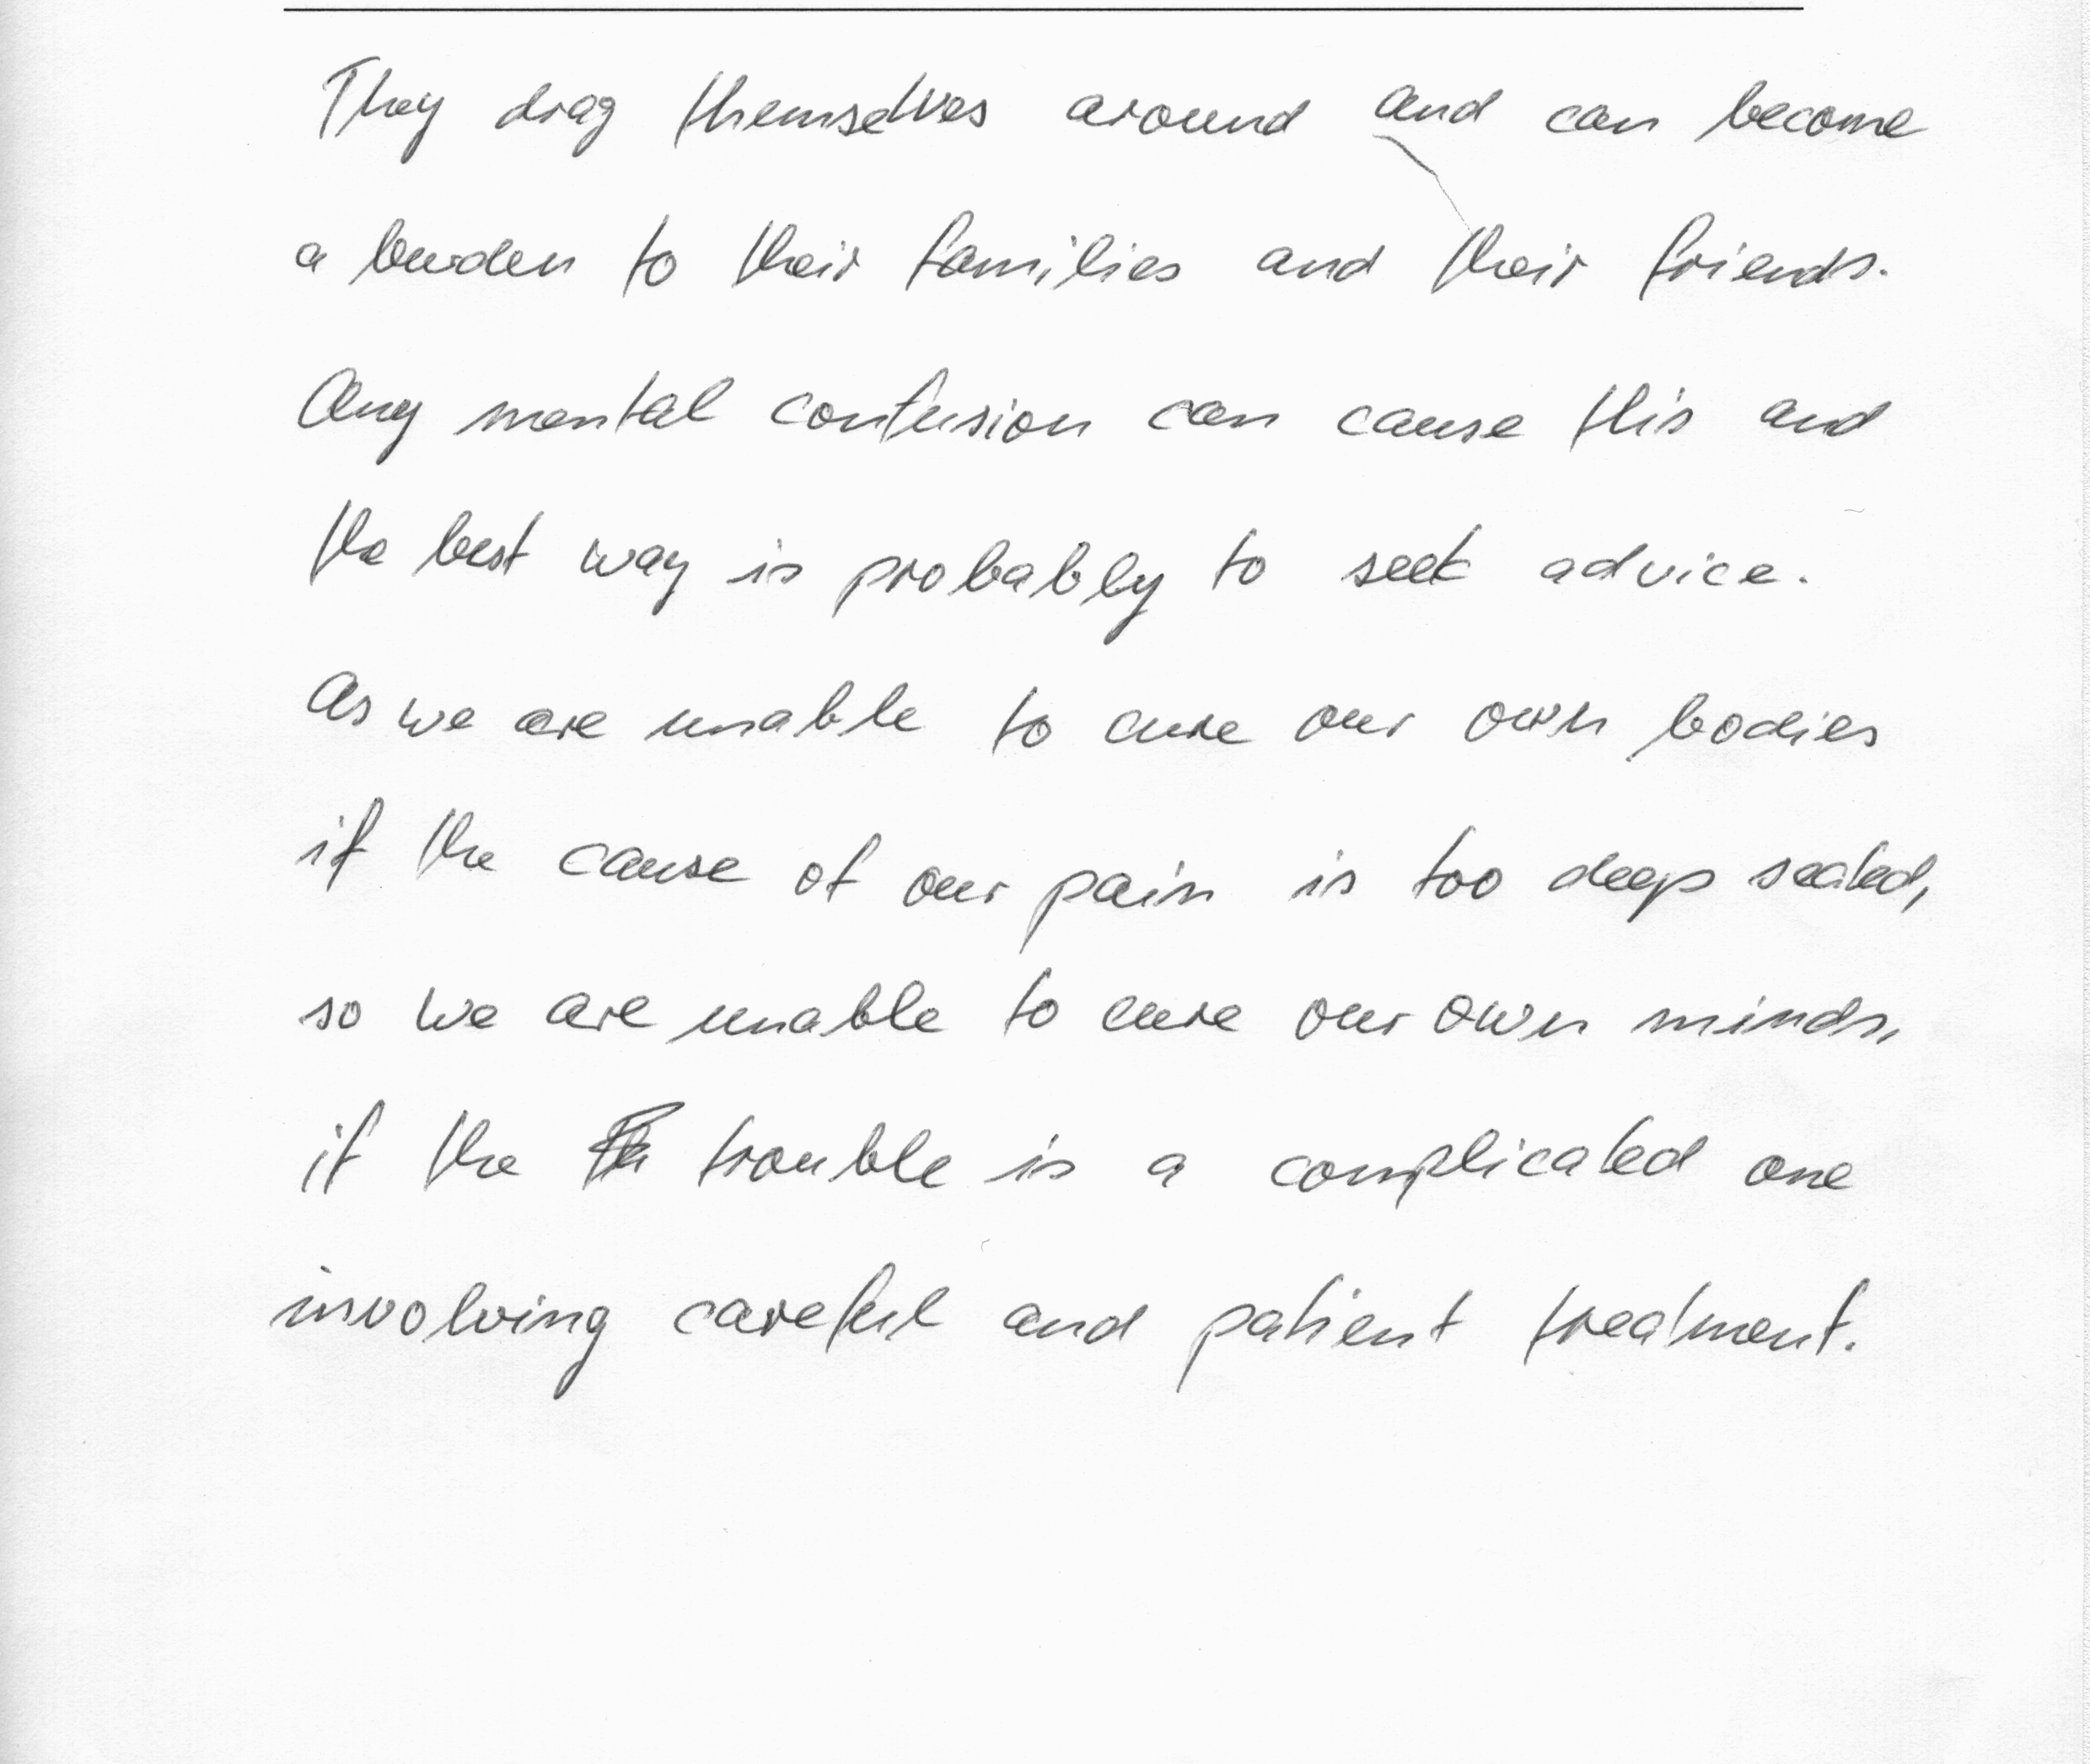 They drag themselves around and can become
a burden to their families and their friends.
Any mental confusion can cause this and
the best way is probably to seek advice.
As we are unable to cure our own bodies
if the cause of our pain is too deep seated,
so we are unable to cure our own minds,
if the trouble is a complicated one
involving careful and patient treatment.